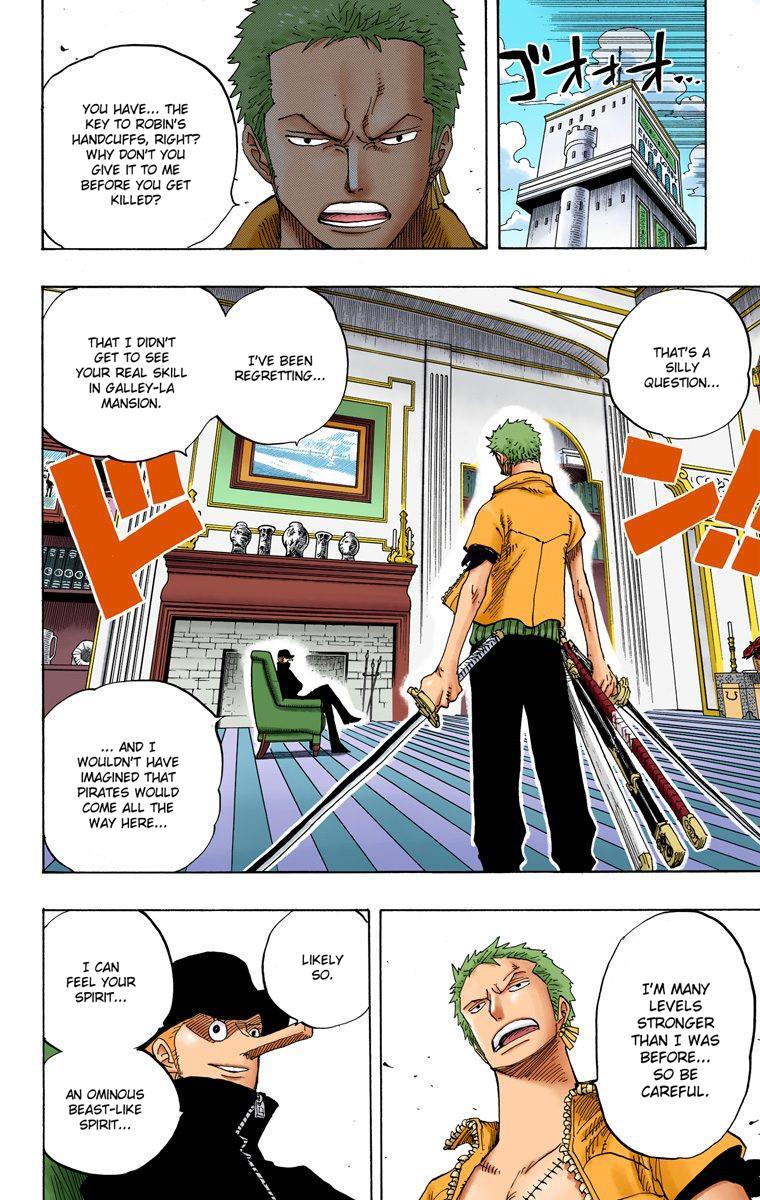 ゴオオオ...
YOU HAVE... THE
KEY TO ROBIN'S
HANDCUFFS, RIGHT?
WHY DON'T YOU
GIVE IT TO ME
BEFORE YOU GET
KILLED?
THAT'S A
SILLY
QUESTION...
I'VE BEEN
REGRETTING...
THAT I DIDN'T
GET TO SEE
YOUR REAL SKILL
IN GALLEY-LA
MANSION.
ドン!!
... AND I
WOULDN'T HAVE
IMAGINED THAT
PIRATES WOULD
COME ALL THE
WAY HERE...
I'M MANY
LEVELS
STRONGER
THAN I WAS
BEFORE...
SO BE
CAREFUL.
LIKELY
SO.
I CAN
FEEL YOUR
SPIRIT...
AN OMINOUS
BEAST-LIKE
SPIRIT...